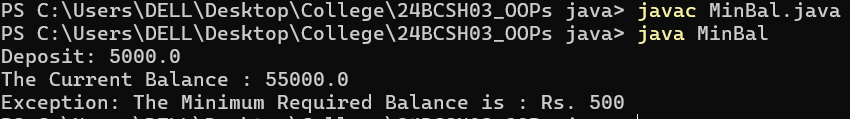 PS C:\Users\DELL\Desktop\College\24BCSH03_OOPs java> javac MinBal.java
PS C:\Users\DELL\Desktop\College\24BCSH03_OOPs java> java MinBal
Deposit: 5000.0
The Current Balance : 55000.0
Exception: The Minimum Required Balance is : Rs. 500